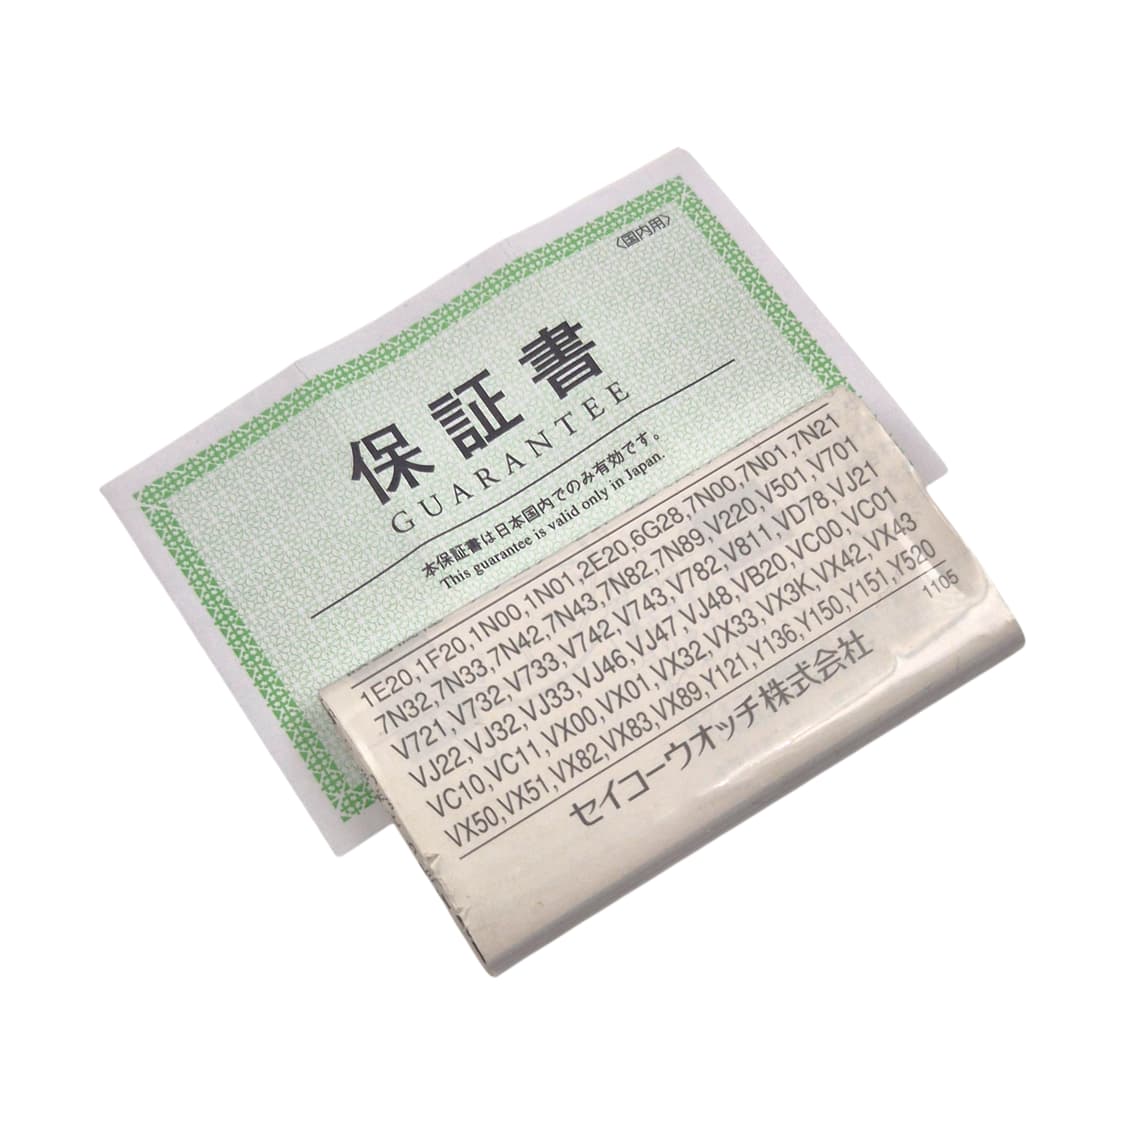 〈国内用〉
保証書
GUARANTEE
本保証書は日本国内でのみ有効です。
This guarantee is valid only in Japan.
1E20,1F20,1N00,1N01,2E20,6G28,7N00,7N01,7N21
7N32,7N33,7N42,7N43,7N82,7N89,V220,V501,V701
V721,V732,V733,V742,V743,V782,V811,VD78,VJ21
VJ22,VJ32,VJ33,VJ46,VJ47,VJ48,VB20,VC00,VC01
VC10,VC11,VX00,VX01,VX32,VX33,VX3K,VX42,VX43
VX50,VX51,VX82,VX83,VX89,Y121,Y136,Y150,Y151,Y520
1105
セイコーウオッチ株式会社